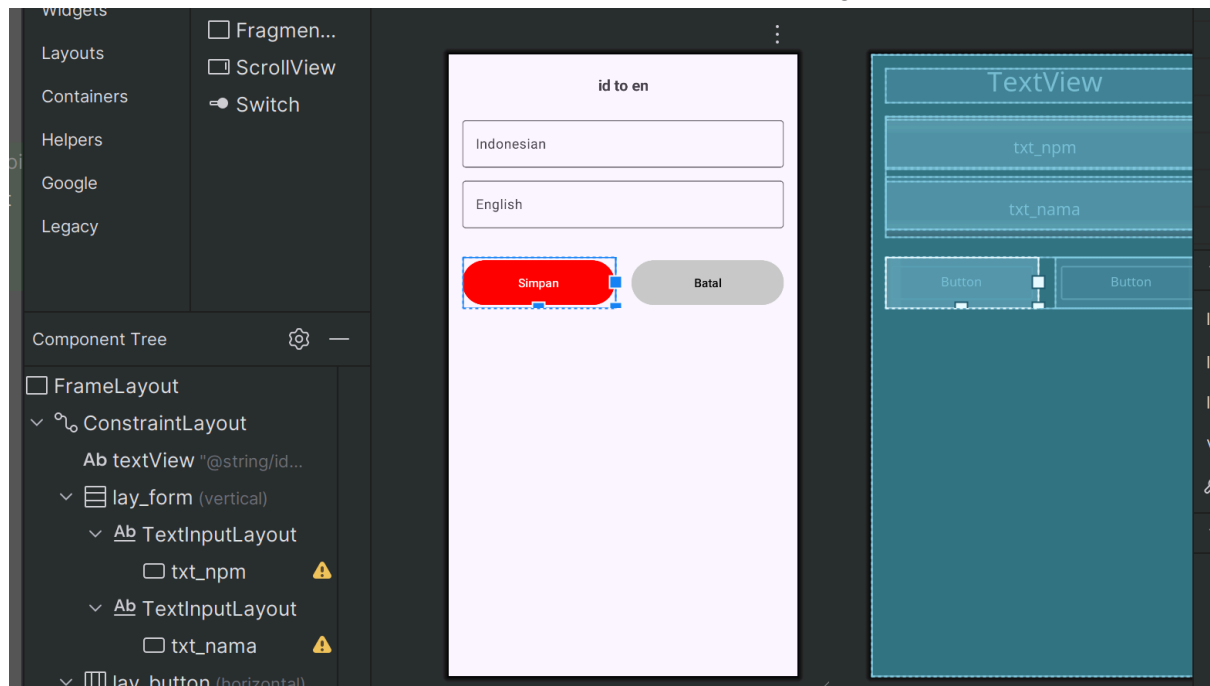 Widgets
Layouts
Containers
Helpers
Google
Legacy
Fragmen...
ScrollView
Switch
Component Tree
FrameLayout
ConstraintLayout
Ab textView "@string/id...
lay_form (vertical)
Ab TextInputLayout
txt_npm
Ab TextInputLayout
txt_nama
lay_button (horizontal)
id to en
Indonesian
English
Simpan
Batal
TextView
txt_npm
txt_nama
Button
Button